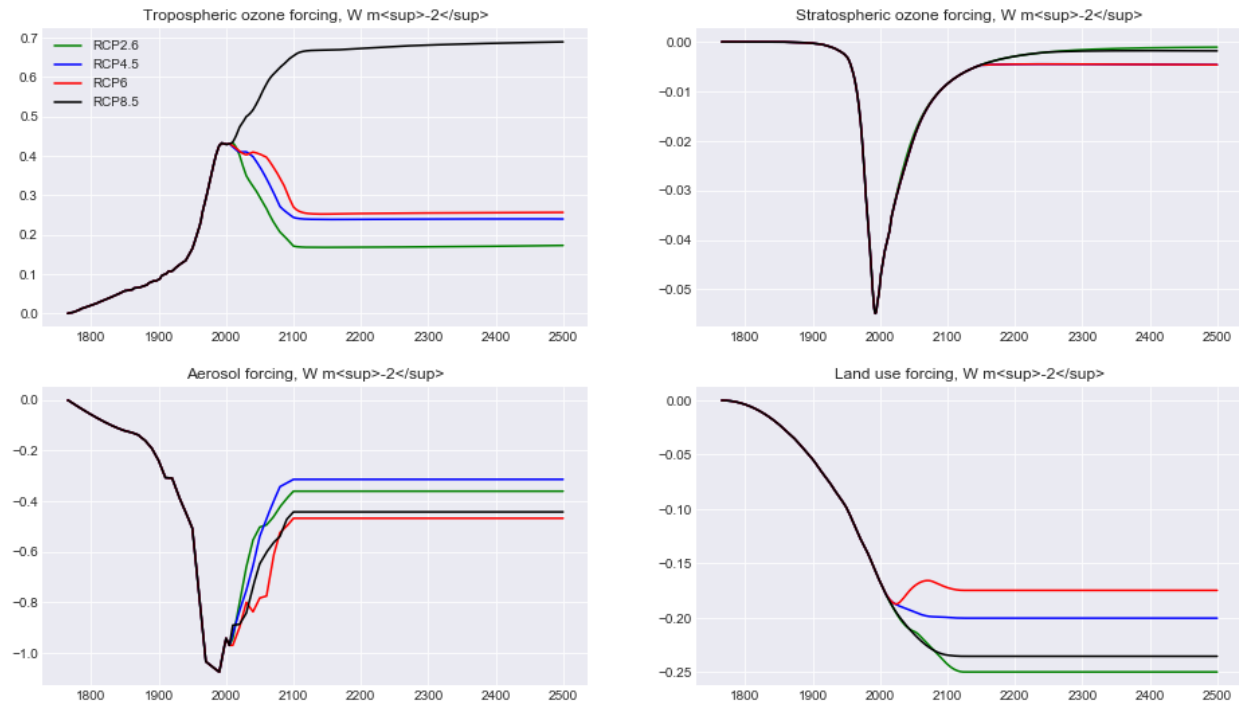 Tropospheric ozone forcing, W m<sup>-2</sup>
0.7
0.6
0.5
0.4
0.3
0.2
0.1
0.0
RCP2.6
RCP4.5
RCP6
RCP8.5
1800 1900 2000 2100 2200 2300 2400 2500
Stratospheric ozone forcing, W m<sup>-2</sup>
0.00
−0.01
−0.02
−0.03
−0.04
−0.05
1800 1900 2000 2100 2200 2300 2400 2500
Aerosol forcing, W m<sup>-2</sup>
0.0
−0.2
−0.4
−0.6
−0.8
−1.0
1800 1900 2000 2100 2200 2300 2400 2500
Land use forcing, W m<sup>-2</sup>
0.00
−0.05
−0.10
−0.15
−0.20
−0.25
1800 1900 2000 2100 2200 2300 2400 2500